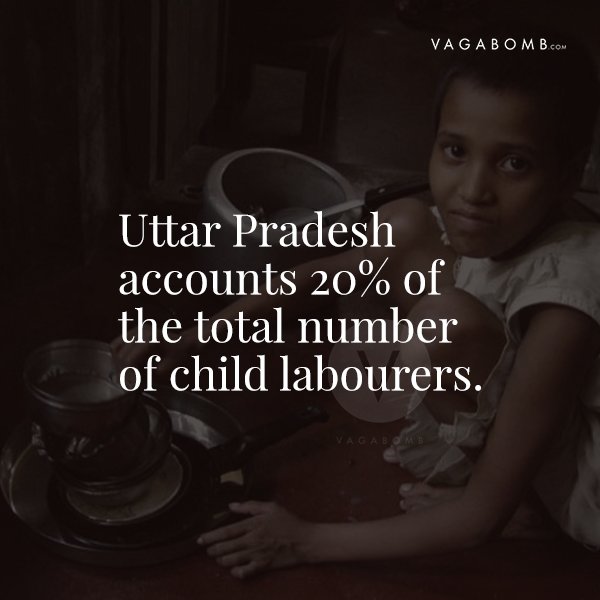 VAGABOMB.COM
Uttar Pradesh
accounts 20% of
the total number
of child labourers.
V
VAGABOMB